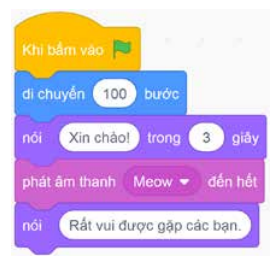 Khi bấm vào
di chuyển 100 bước
nói Xin chào! trong 3 giây
phát âm thanh Meow đến hết
nói Rất vui được gặp các bạn.